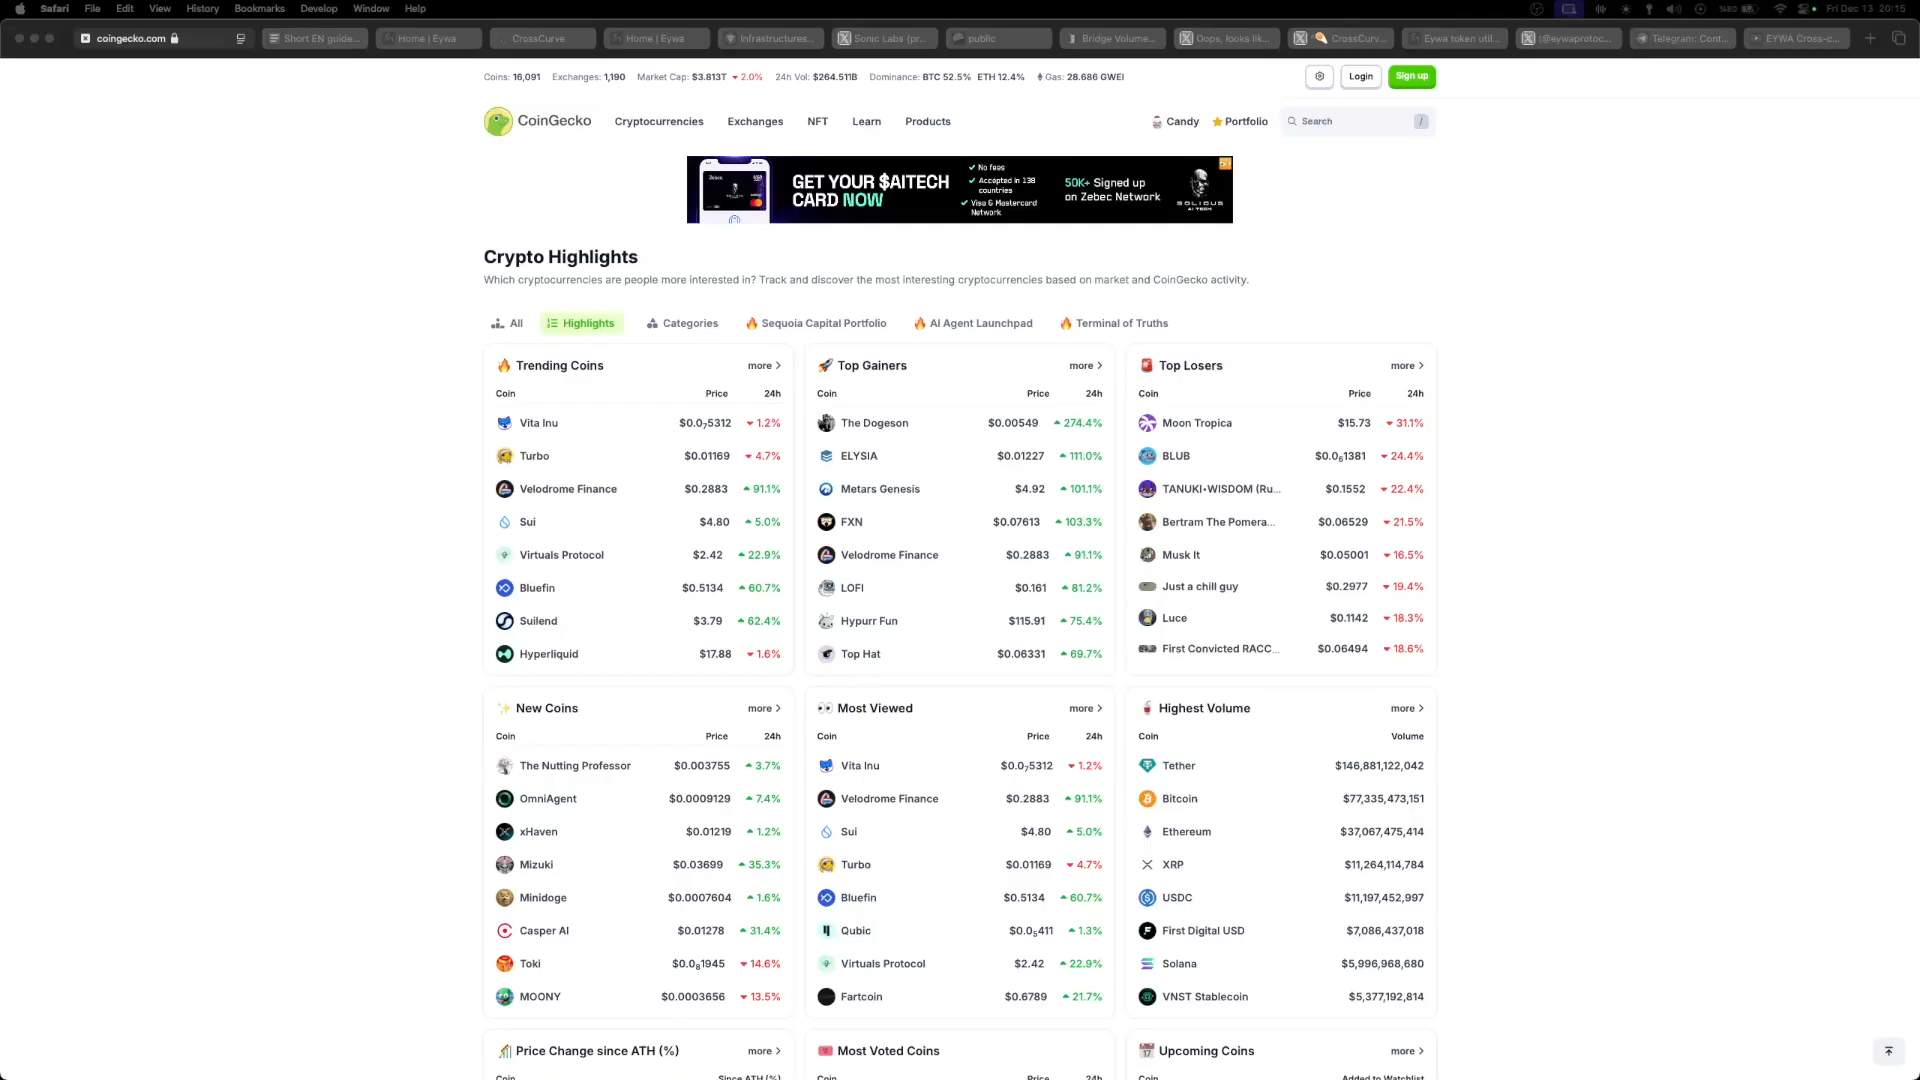 Safari File Edit View History Bookmarks Develop Window Help Fri Dec 13 20:15
coingecko.com Short EN guide... Home | Eywa CrossCurve Home | Eywa Infrastructures... Sonic Labs (pr... public Bridge Volume... Oops, looks lik... CrossCurv... Eywa token util... (@eywaprotoc... Telegram: Cont... EYWA Cross-c...
Coins: 16,091 Exchanges: 1,190 Market Cap: $3.813T 2.0% 24h Vol: $264.511B Dominance: BTC 52.5% ETH 12.4% Gas: 28.686 GWEI Login Sign up
CoinGecko Cryptocurrencies Exchanges NFT Learn Products Candy Portfolio Search /
GET YOUR $AITECH
CARD NOW
No fees
Accepted in 138
countries
Visa & Mastercard
Network
50K+ Signed up
on Zebec Network
SOLIDUS
AI TECH
Crypto Highlights
Which cryptocurrencies are people more interested in? Track and discover the most interesting cryptocurrencies based on market and CoinGecko activity.
All Highlights Categories Sequoia Capital Portfolio AI Agent Launchpad Terminal of Truths
Trending Coins more
Coin Price 24h
Vita Inu $0.0₇5312 1.2%
Turbo $0.01169 4.7%
Velodrome Finance $0.2883 91.1%
Sui $4.80 5.0%
Virtuals Protocol $2.42 22.9%
Bluefin $0.5134 60.7%
Suilend $3.79 62.4%
Hyperliquid $17.88 1.6%
Top Gainers more
Coin Price 24h
The Dogeson $0.00549 274.4%
ELYSIA $0.01227 111.0%
Metars Genesis $4.92 101.1%
FXN $0.07613 103.3%
Velodrome Finance $0.2883 91.1%
LOFI $0.161 81.2%
Hypurr Fun $115.91 75.4%
Top Hat $0.06331 69.7%
Top Losers more
Coin Price 24h
Moon Tropica $15.73 31.1%
BLUB $0.0₆1381 24.4%
TANUKI•WISDOM (Ru... $0.1552 22.4%
Bertram The Pomera... $0.06529 21.5%
Musk It $0.05001 16.5%
Just a chill guy $0.2977 19.4%
Luce $0.1142 18.3%
First Convicted RACC... $0.06494 18.6%
New Coins more
Coin Price 24h
The Nutting Professor $0.003755 3.7%
OmniAgent $0.0009129 7.4%
xHaven $0.01219 1.2%
Mizuki $0.03699 35.3%
Minidoge $0.0007604 1.6%
Casper AI $0.01278 31.4%
Toki $0.0₈1945 14.6%
MOONY $0.0003656 13.5%
Most Viewed more
Coin Price 24h
Vita Inu $0.0₇5312 1.2%
Velodrome Finance $0.2883 91.1%
Sui $4.80 5.0%
Turbo $0.01169 4.7%
Bluefin $0.5134 60.7%
Qubic $0.0₅411 1.3%
Virtuals Protocol $2.42 22.9%
Fartcoin $0.6789 21.7%
Highest Volume more
Coin Volume
Tether $146,881,122,042
Bitcoin $77,335,473,151
Ethereum $37,067,475,414
XRP $11,264,114,784
USDC $11,197,452,997
First Digital USD $7,086,437,018
Solana $5,996,968,680
VNST Stablecoin $5,377,192,814
Price Change since ATH (%) more
Coin Since ATH (%)
Most Voted Coins
Coin Price 24h
Upcoming Coins more
Coin Added to Watchlist